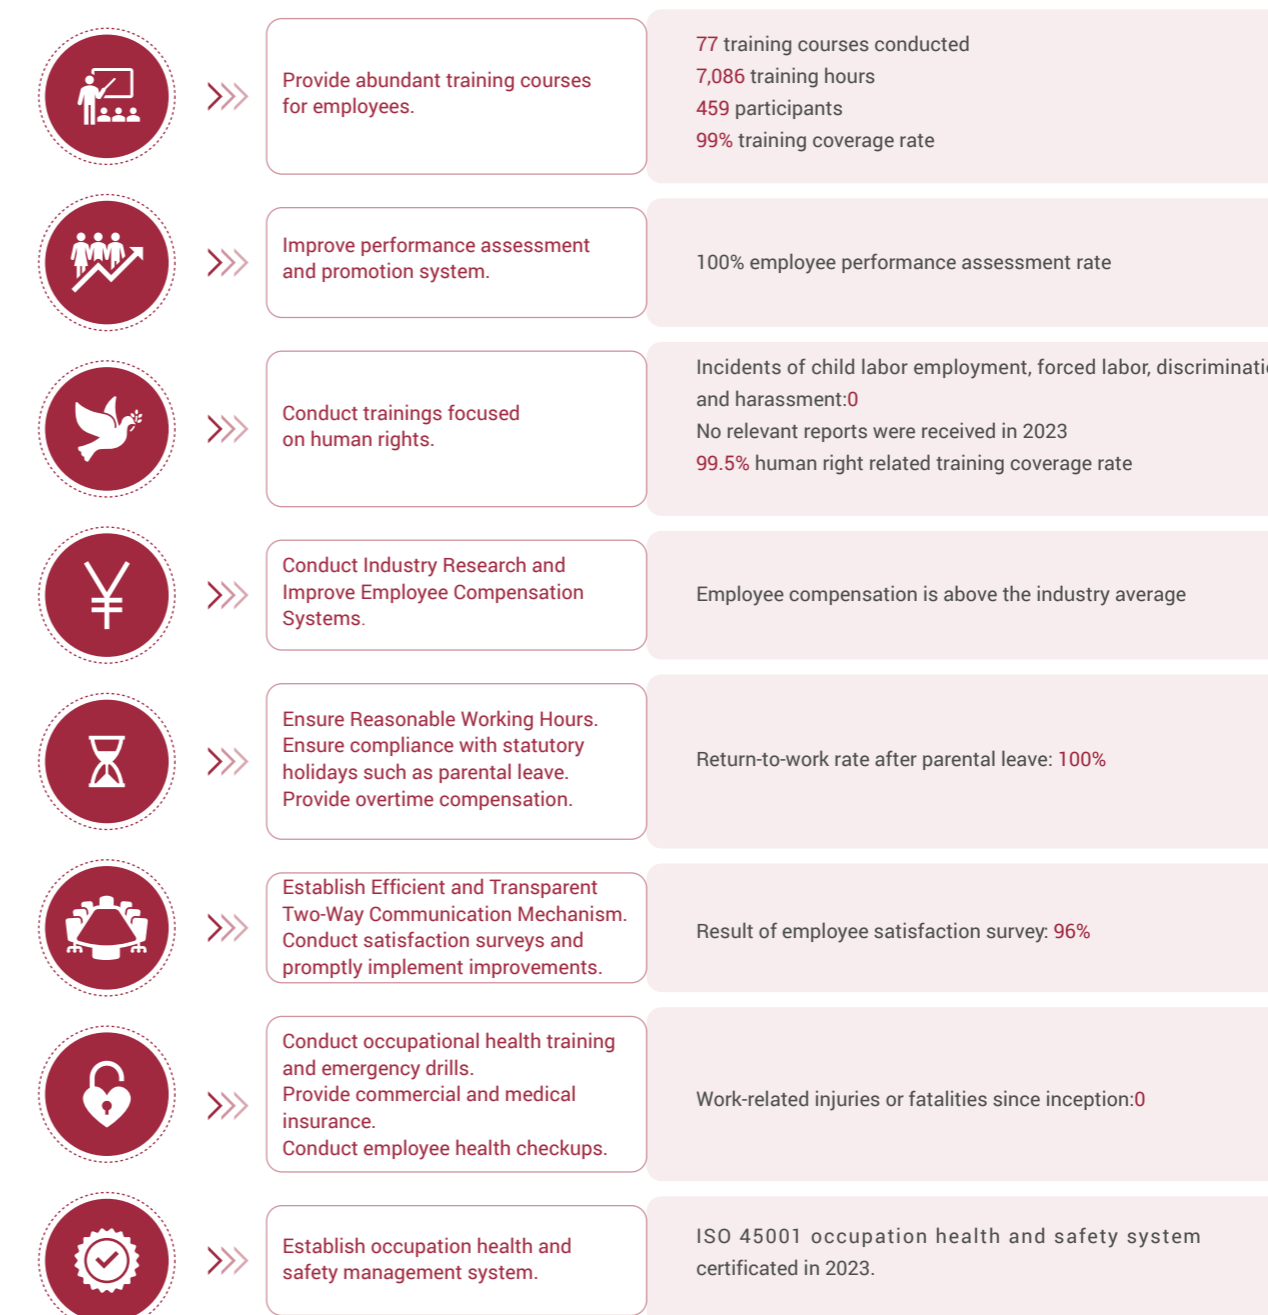 Provide abundant training courses
for employees.
77 training courses conducted
7,086 training hours
459 participants
99% training coverage rate
Improve performance assessment
and promotion system.
100% employee performance assessment rate
Conduct trainings focused
on human rights.
Incidents of child labor employment, forced labor,
and harassment:0
No relevant reports were received in 2023
99.5% human right related training coverage rate
Conduct Industry Research and
Improve Employee Compensation
Systems.
Employee compensation is above the industry average
Ensure Reasonable Working Hours.
Ensure compliance with statutory
holidays such as parental leave.
Provide overtime compensation.
Return-to-work rate after parental leave: 100%
Establish Efficient and Transparent
Two-Way Communication Mechanism.
Conduct satisfaction surveys and
promptly implement improvements.
Result of employee satisfaction survey: 96%
Conduct occupational health training
and emergency drills.
Provide commercial and medical
insurance.
Conduct employee health checkups.
Work-related injuries or fatalities since inception:0
Establish occupation health and
safety management system.
ISO 45001 occupation health and safety system
certificated in 2023.